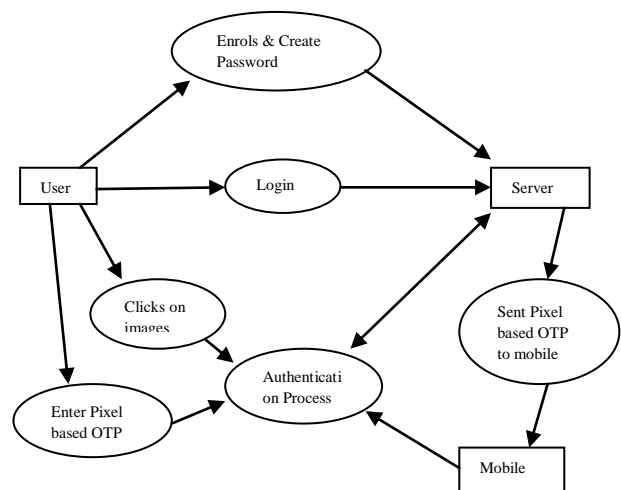 Enrols & Create
Password
User
Login
Server
Clicks on
images
Sent Pixel
based OTP
to mobile
Authenticati
on Process
Enter Pixel
based OTP
Mobile